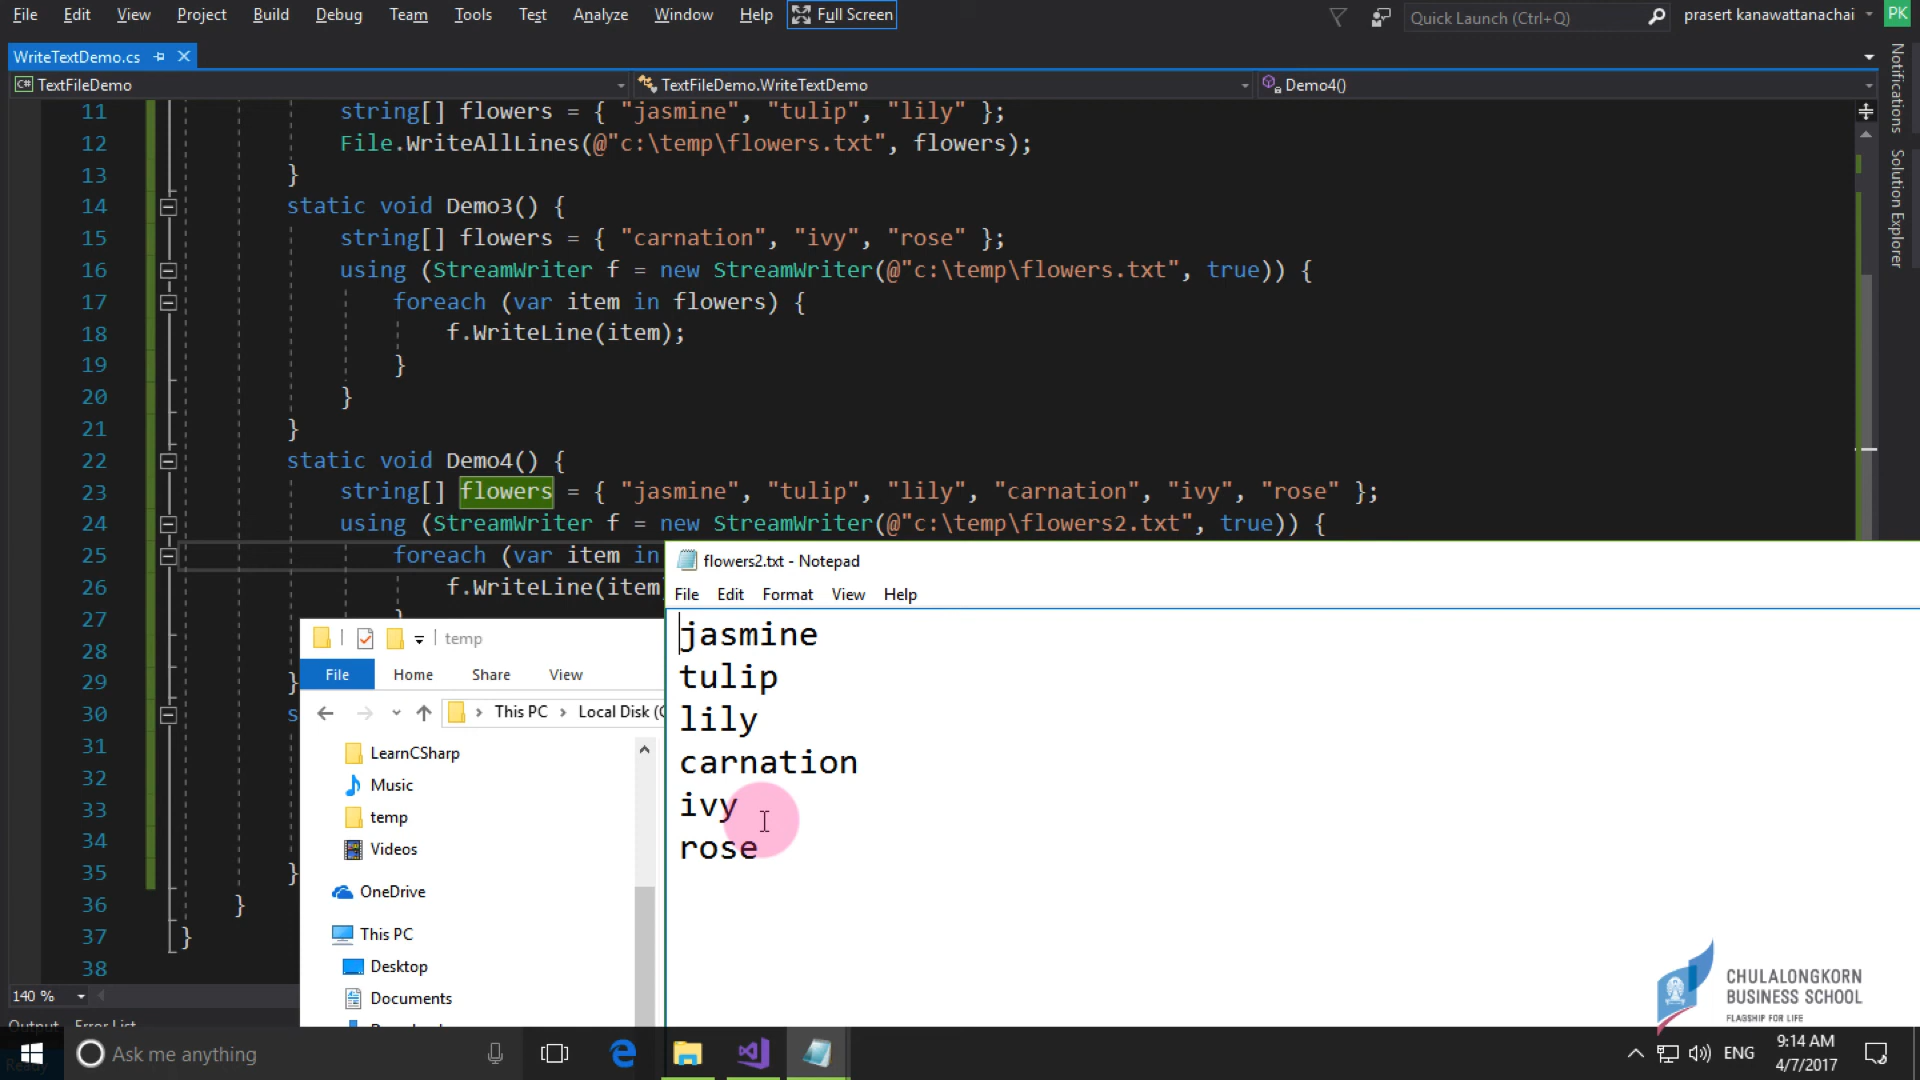 File Edit View Project Build Debug Team Tools Test Analyze Window Help Full Screen Quick Launch (Ctrl+Q) prasert kanawattanachai PK
WriteTextDemo.cs
C# TextFileDemo TextFileDemo.WriteTextDemo Demo4()
Notifications
Solution Explorer
11 string[] flowers = { "jasmine", "tulip", "lily" };
12 File.WriteAllLines(@"c:\temp\flowers.txt", flowers);
13 }
14 static void Demo3() {
15 string[] flowers = { "carnation", "ivy", "rose" };
16 using (StreamWriter f = new StreamWriter(@"c:\temp\flowers.txt", true)) {
17 foreach (var item in flowers) {
18 f.WriteLine(item);
19 }
20 }
21 }
22 static void Demo4() {
23 string[] flowers = { "jasmine", "tulip", "lily", "carnation", "ivy", "rose" };
24 using (StreamWriter f = new StreamWriter(@"c:\temp\flowers2.txt", true)) {
25 foreach (var item in
26 f.WriteLine(item)
27 }
28
29 }
30 s
31
32
33
34
35 }
36 }
37 }
38
140 %
Output Error List
Ready
temp
File Home Share View
This PC > Local Disk (C
LearnCSharp
Music
temp
Videos
OneDrive
This PC
Desktop
Documents
flowers2.txt - Notepad
File Edit Format View Help
jasmine
tulip
lily
carnation
ivy
rose
CHULALONGKORN
BUSINESS SCHOOL
FLAGSHIP FOR LIFE
Ask me anything
ENG
9:14 AM
4/7/2017